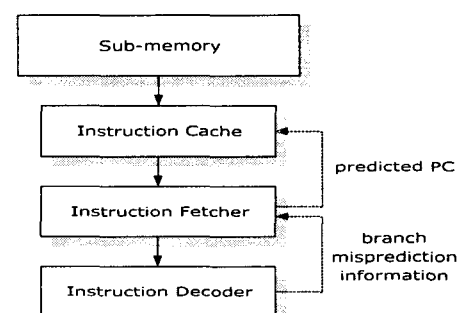 Sub-memory
Instruction Cache
predicted PC
Instruction Fetcher
branch
misprediction
information
Instruction Decoder